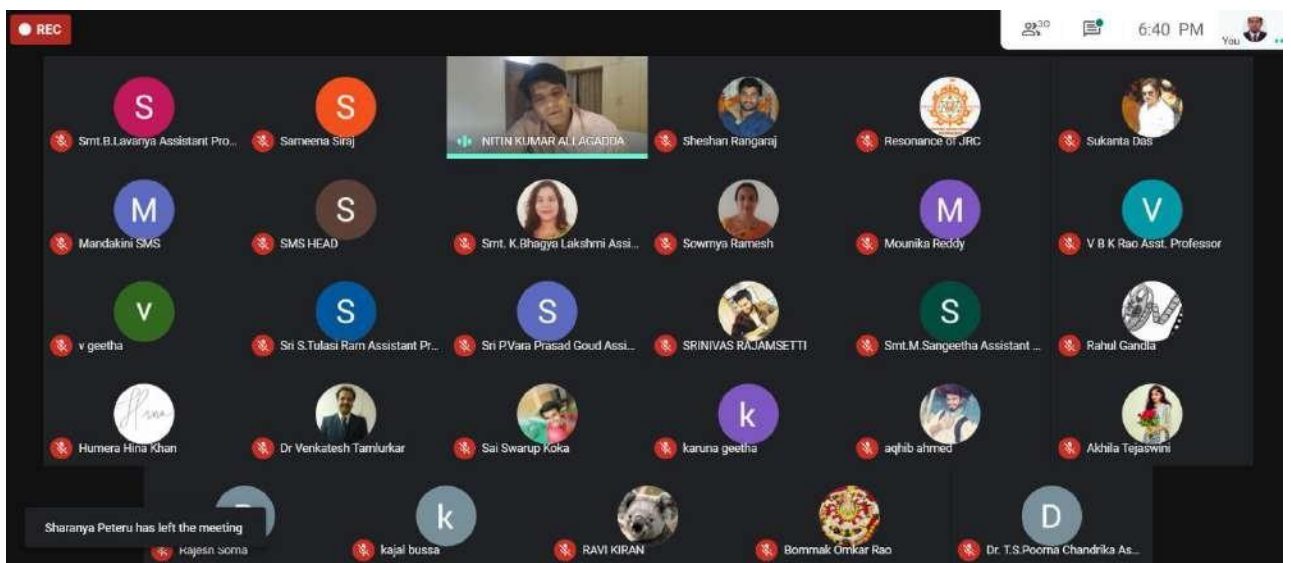 REC
30
6:40 PM
You
S
S
Smt.B.Lavanya Assistant Pro...
Sameena Siraj
NITIN KUMAR ALLAGADDA
Sheshan Rangaraj
Resonance of JRC
Sukanta Das
M
S
M
V
Mandakini SMS
SMS HEAD
Smt. K.Bhagya Lakshmi Assi...
Sowmya Ramesh
Mounika Reddy
V B K Rao Asst. Professor
v
S
S
S
v geetha
Sri S.Tulasi Ram Assistant Pr...
Sri P.Vara Prasad Goud Assi...
SRINIVAS RAJAMSETTI
Smt.M.Sangeetha Assistant ...
Rahul Gandla
Hina
k
Humera Hina Khan
Dr Venkatesh Tamlurkar
Sai Swarup Koka
karuna geetha
aqhib ahmed
Akhila Tejaswini
k
D
Sharanya Peteru has left the meeting
Rajesh Soma
kajal bussa
RAVI KIRAN
Bommak Omkar Rao
Dr. T.S.Poorna Chandrika As...